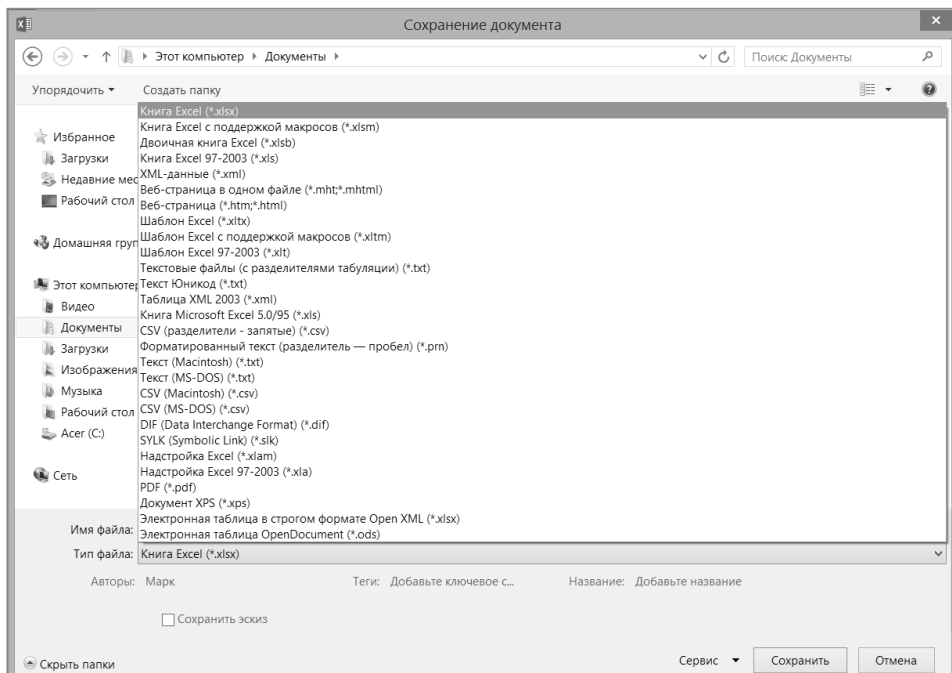 Сохранение документа
Этот компьютер Документы
Поиск: Документы
Упорядочить
Создать папку
Избранное
Загрузки
Недавние мес
Рабочий стол
Домашняя груп
Этот компьютер
Видео
Документы
Загрузки
Изображения
Музыка
Рабочий стол
Acer (C:)
Сеть
Книга Excel (*.xlsx)
Книга Excel с поддержкой макросов (*.xlsm)
Двоичная книга Excel (*.xlsb)
Книга Excel 97-2003 (*.xls)
XML-данные (*.xml)
Веб-страница в одном файле (*.mht;*.mhtml)
Веб-страница (*.htm;*.html)
Шаблон Excel (*.xltx)
Шаблон Excel с поддержкой макросов (*.xltm)
Шаблон Excel 97-2003 (*.xlt)
Текстовые файлы (с разделителями табуляции) (*.txt)
Текст Юникод (*.txt)
Таблица XML 2003 (*.xml)
Книга Microsoft Excel 5.0/95 (*.xls)
CSV (разделители - запятые) (*.csv)
Форматированный текст (разделитель — пробел) (*.prn)
Текст (Macintosh) (*.txt)
Текст (MS-DOS) (*.txt)
CSV (Macintosh) (*.csv)
CSV (MS-DOS) (*.csv)
DIF (Data Interchange Format) (*.dif)
SYLK (Symbolic Link) (*.slk)
Надстройка Excel (*.xlam)
Надстройка Excel 97-2003 (*.xla)
PDF (*.pdf)
Документ XPS (*.xps)
Электронная таблица в строгом формате Open XML (*.xlsx)
Электронная таблица OpenDocument (*.ods)
Имя файла:
Тип файла: Книга Excel (*.xlsx)
Авторы: Марк
Теги: Добавьте ключевое с...
Название: Добавьте название
Сохранить эскиз
Скрыть папки
Сервис
Сохранить
Отмена